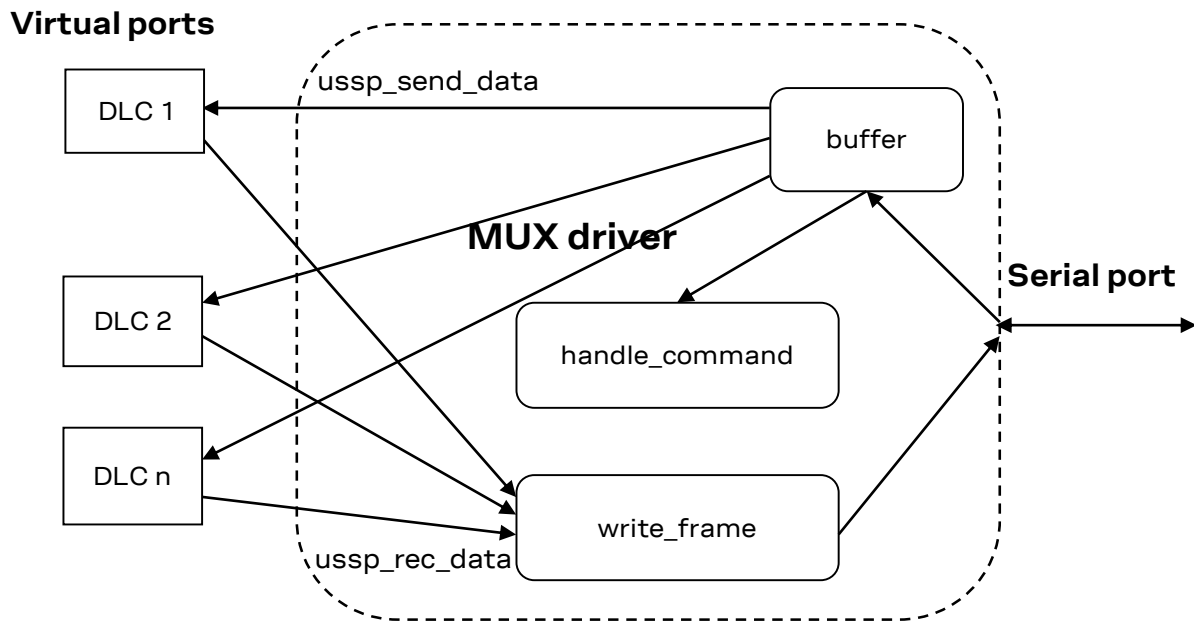 Virtual ports
ussp_send_data
DLC 1
buffer
MUX driver
Serial port
DLC 2
handle_command
DLC n
write_frame
ussp_rec_data